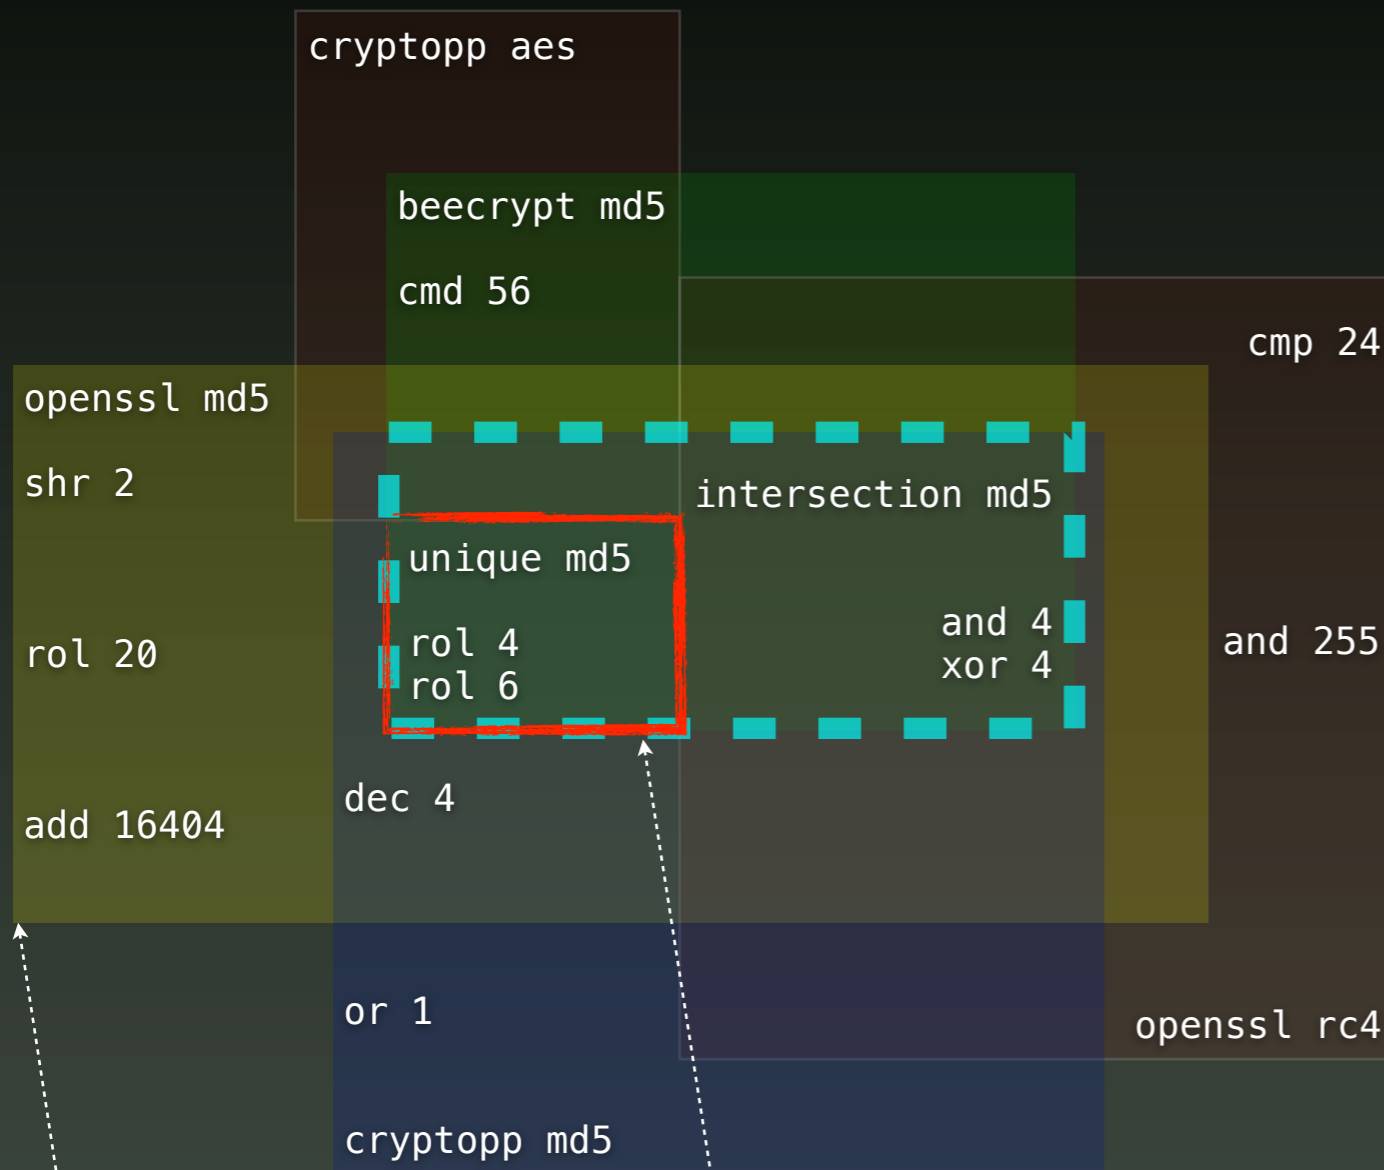 cryptopp aes
beecrypt md5
cmd 56
cmp 24
openssl md5
shr 2
intersection md5
unique md5
and 4
rol 4
and 255
rol 20
xor 4
rol 6
dec 4
add 16404
or 1
openssl rc4
cryptopp md5